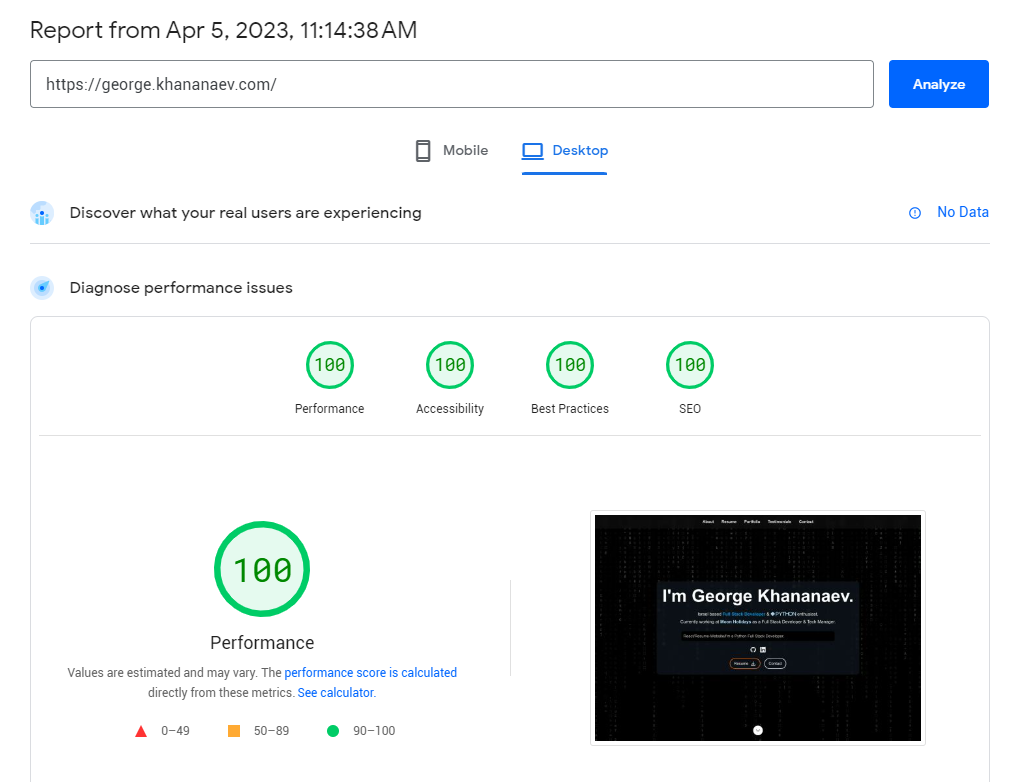 Report from Apr 5, 2023, 11:14:38 AM
https://george.khananaev.com/
Analyze
Mobile
Desktop
Discover what your real users are experiencing
No Data
Diagnose performance issues
100
100
100
100
Performance
Accessibility
Best Practices
SEO
100
Performance
Values are estimated and may vary. The performance score is calculated
directly from these metrics. See calculator.
0–49
50–89
90–100
About Resume Portfolio Testimonials Contact
I'm George Khananaev.
Israel based Full Stack Developer & PYTHON enthusiast.
Currently working at Moon Holidays as a Full Stack Developer & Tech Manager.
Resume
Contact